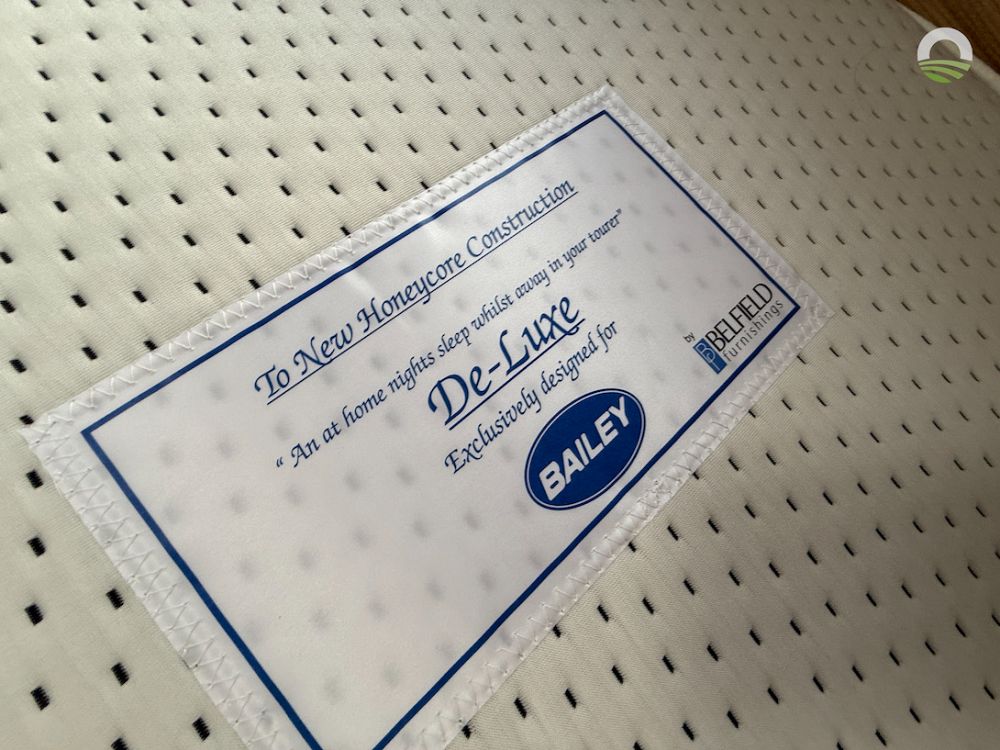 To New Honeycore Construction
“ An at home nights sleep whilst away in your tourer”
De-Luxe
Exclusively designed for
BAILEY
by
BELFIELD
furnishings